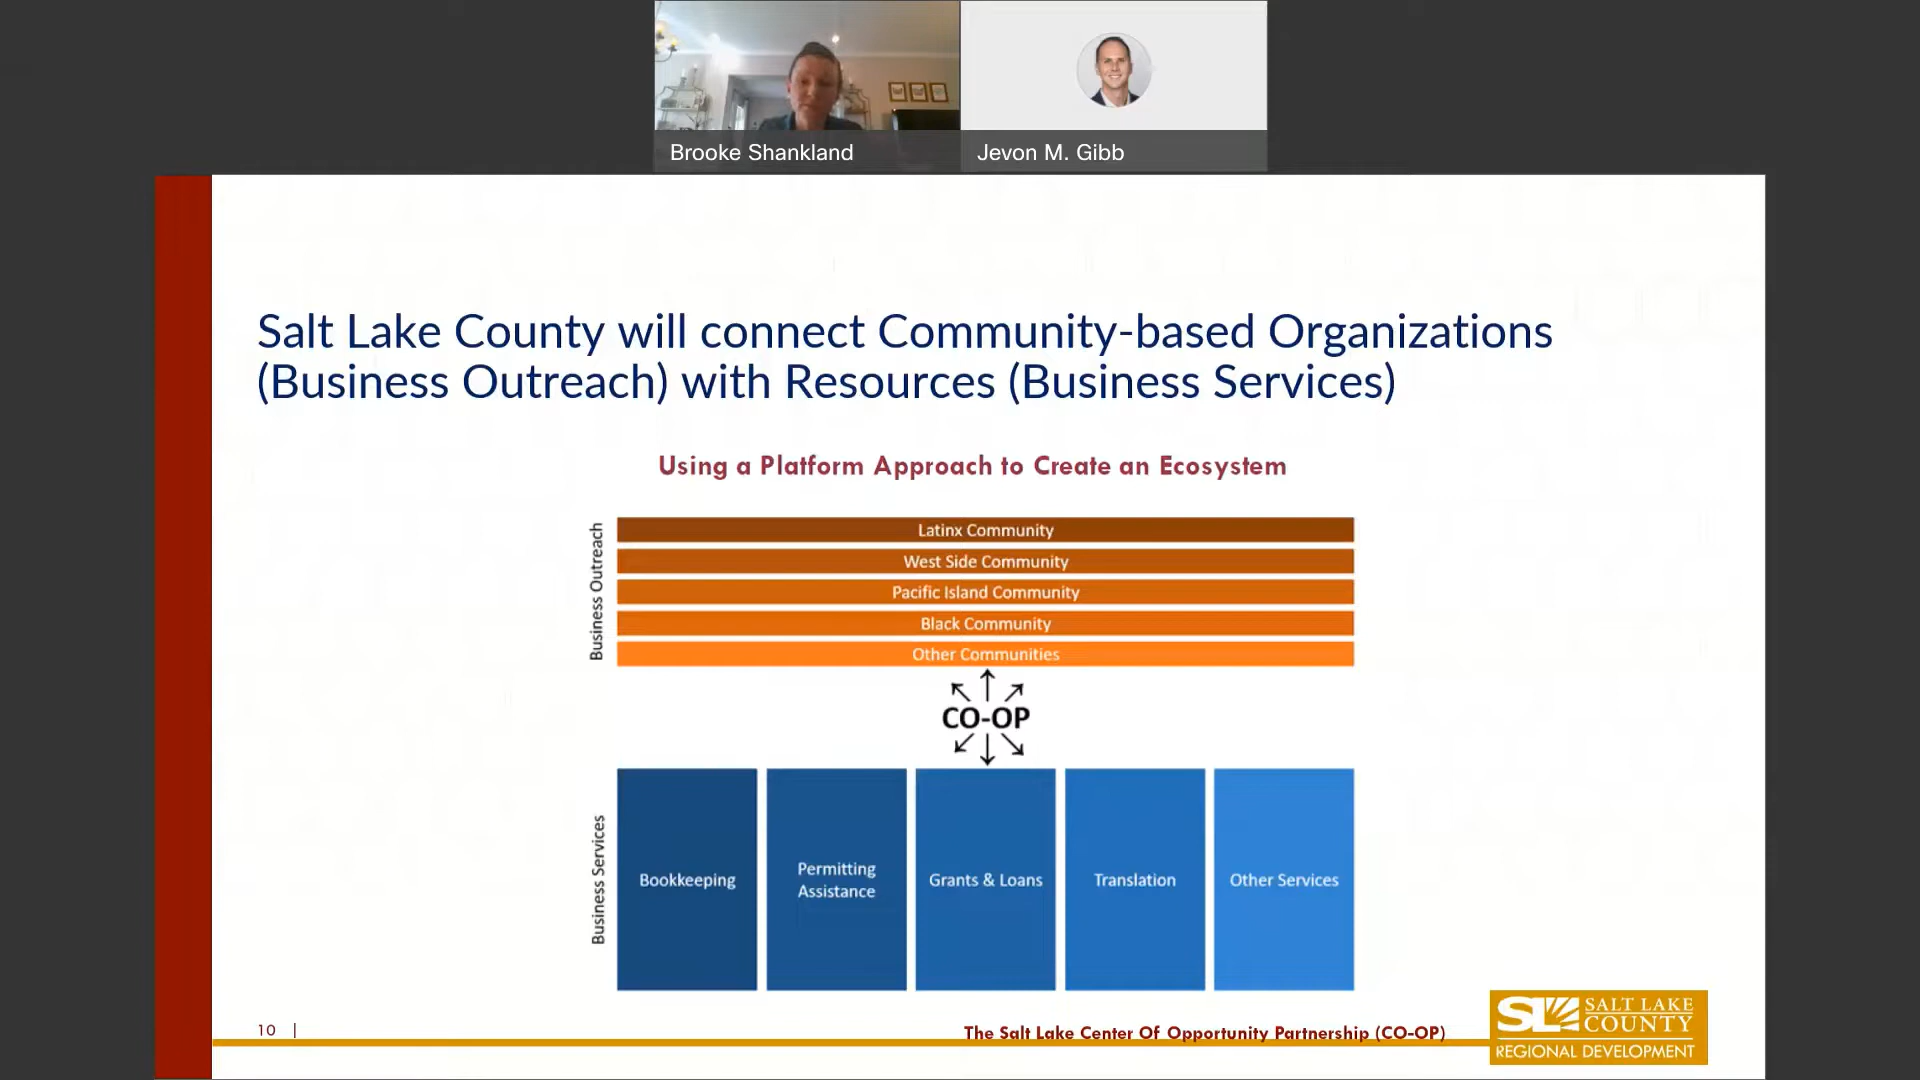 Brooke Shankland
Jevon M. Gibb
Salt Lake County will connect Community-based Organizations
(Business Outreach) with Resources (Business Services)
Using a Platform Approach to Create an Ecosystem
Business Outreach
Latinx Community
West Side Community
Pacific Island Community
Black Community
Other Communities
CO-OP
Business Services
Bookkeeping
Permitting
Assistance
Grants & Loans
Translation
Other Services
10 |
The Salt Lake Center Of Opportunity Partnership (CO-OP)
SL
SALT LAKE
COUNTY
REGIONAL DEVELOPMENT